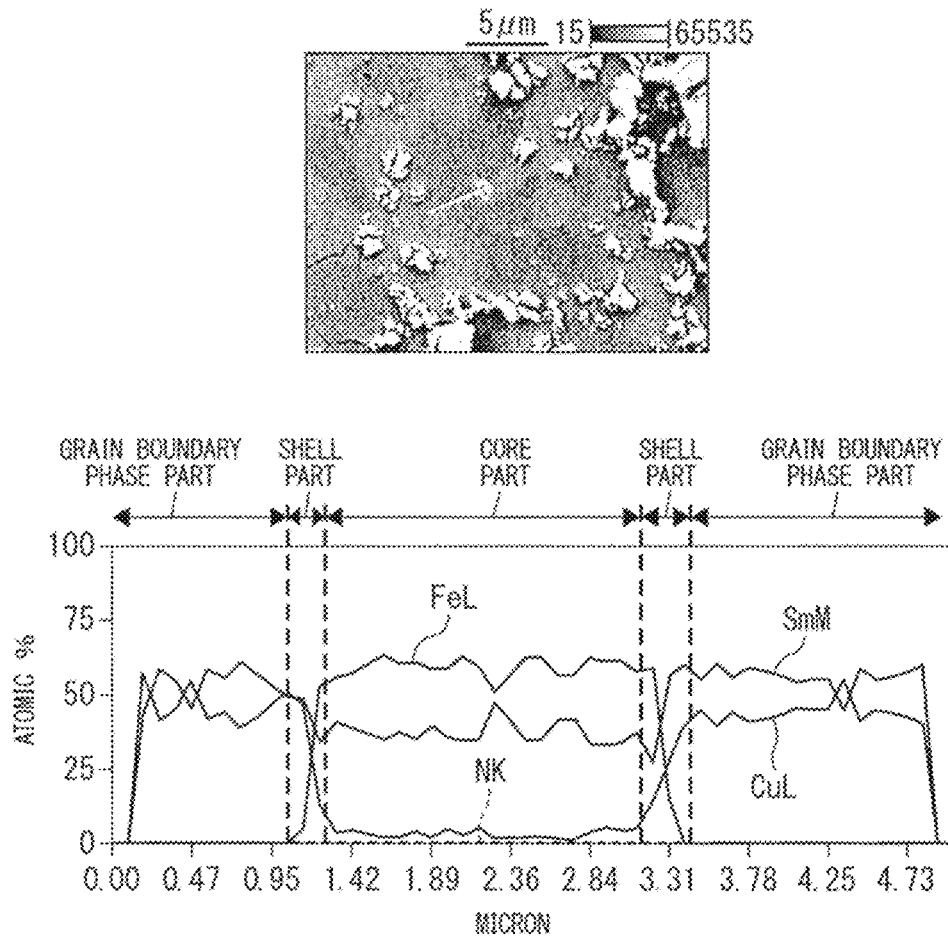 5μm 15 65535
GRAIN BOUNDARY PHASE PART
SHELL PART
CORE PART
SHELL PART
GRAIN BOUNDARY PHASE PART
100
75
50
25
0
ATOMIC %
FeL
SmM
NK
CuL
0.00 0.47 0.95 1.42 1.89 2.36 2.84 3.31 3.78 4.25 4.73
MICRON